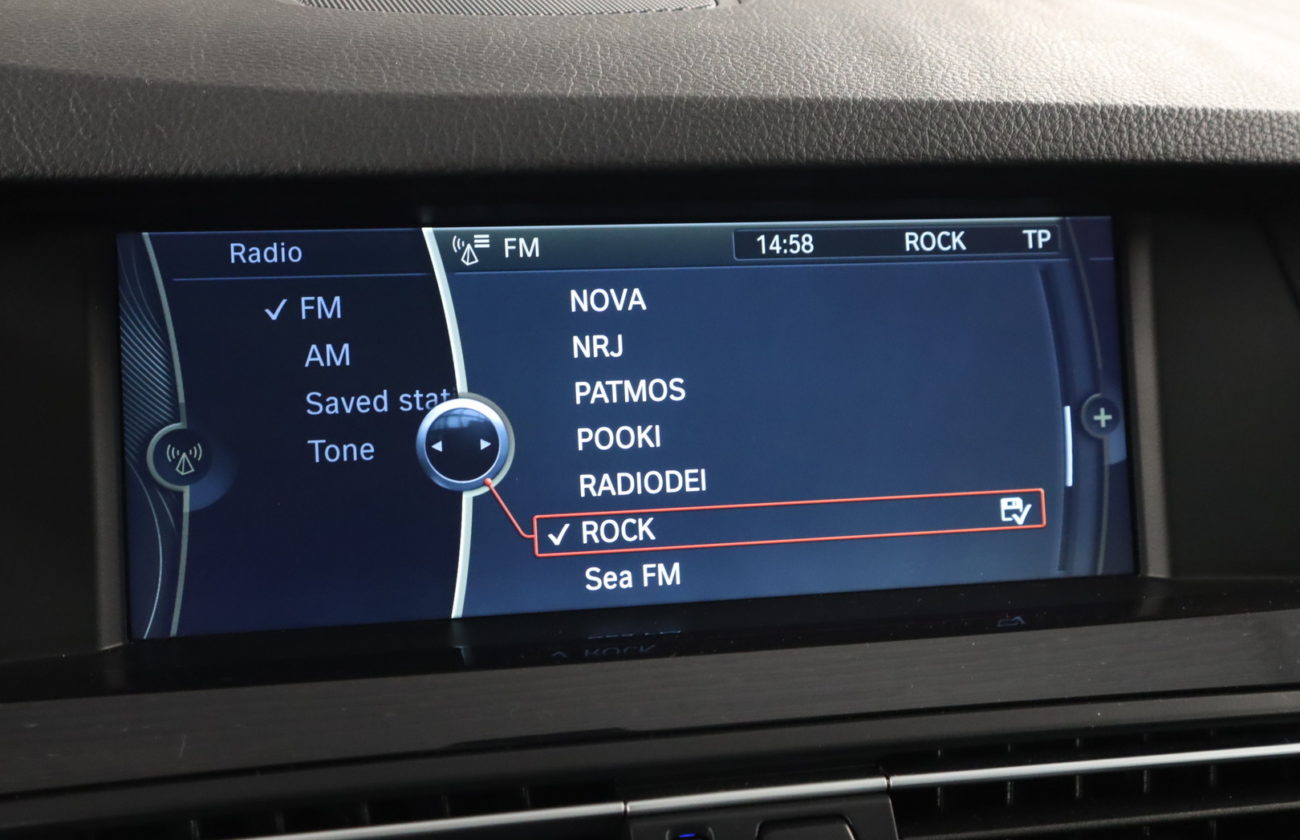 Radio
FM
AM
Saved stat
Tone
FM 14:58 ROCK TP
NOVA
NRJ
PATMOS
POOKI
RADIODEI
ROCK
Sea FM